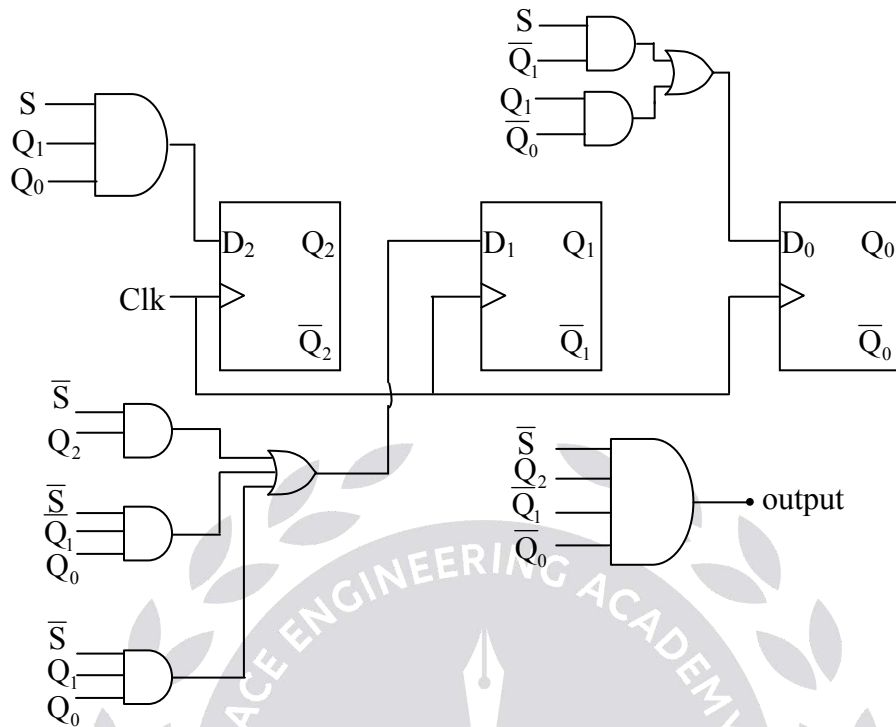 S
Q̅₁
Q₁
Q̅₀
S
Q₁
Q₀
D₂ Q₂
Q̅₂
D₁ Q₁
Q̅₁
D₀ Q₀
Q̅₀
Clk
S̅
Q₂
S̅
Q̅₁
Q₀
S̅
Q₁
Q₀
S̅
Q₂
Q̅₁
Q̅₀
output
ACE ENGINEERING ACADEMY